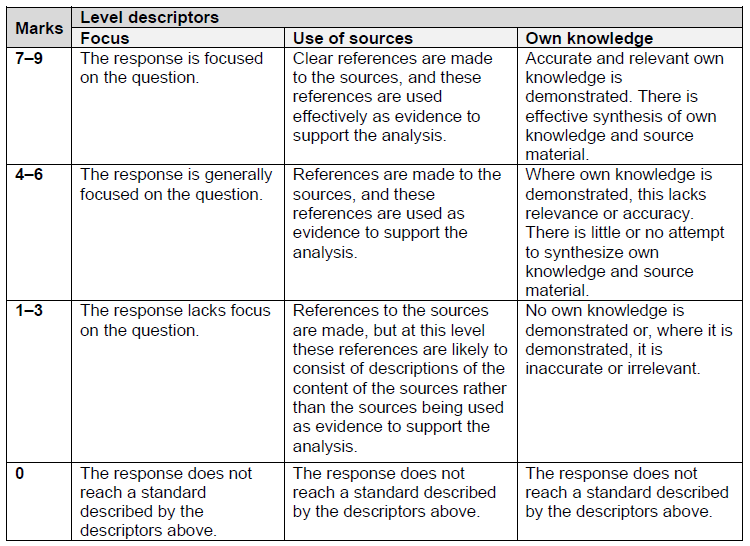 Marks
Level descriptors
Focus
Use of sources
Own knowledge
7–9
The response is focused
on the question.
Clear references are made
to the sources, and these
references are used
effectively as evidence to
support the analysis.
Accurate and relevant own
knowledge is
demonstrated. There is
effective synthesis of own
knowledge and source
material.
4–6
The response is generally
focused on the question.
References are made to the
sources, and these
references are used as
evidence to support the
analysis.
Where own knowledge is
demonstrated, this lacks
relevance or accuracy.
There is little or no attempt
to synthesize own
knowledge and source
material.
1–3
The response lacks focus
on the question.
References to the sources
are made, but at this level
these references are likely to
consist of descriptions of the
content of the sources rather
than the sources being used
as evidence to support the
analysis.
No own knowledge is
demonstrated or, where it is
demonstrated, it is
inaccurate or irrelevant.
0
The response does not
reach a standard
described by the
descriptors above.
The response does not
reach a standard described
by the descriptors above.
The response does not
reach a standard described
by the descriptors above.